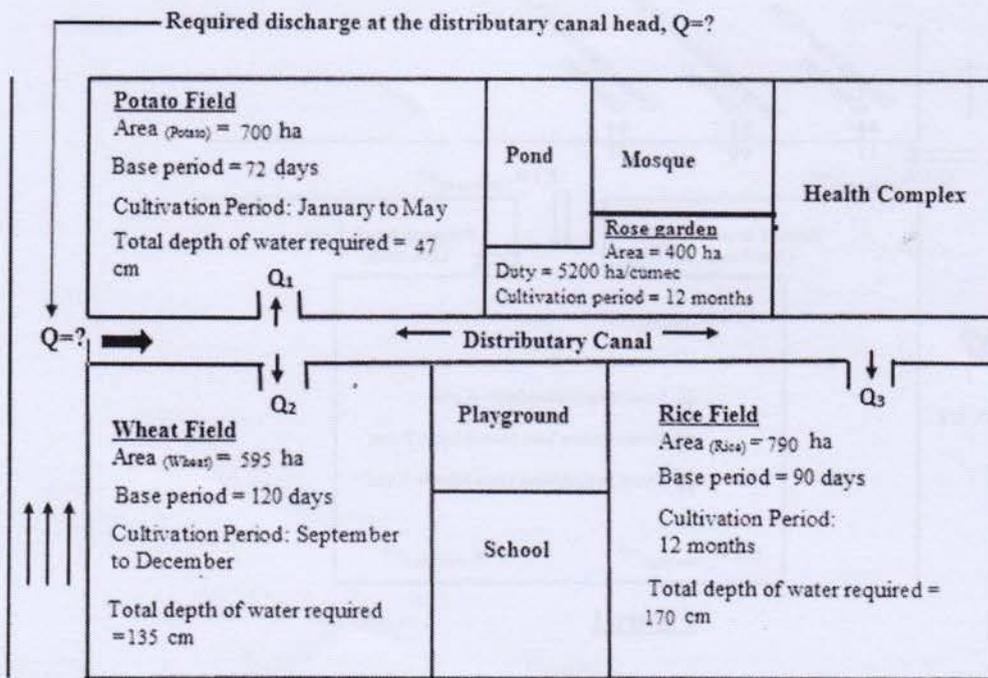 Required discharge at the distributary canal head, Q=?
Potato Field
Area (Potato) = 700 ha
Base period = 72 days
Cultivation Period: January to May
Total depth of water required = 47
cm
Q1
Pond
Mosque
Rose garden
Area = 400 ha
Duty = 5200 ha/cumec
Cultivation period = 12 months
Health Complex
Q=?
Distributary Canal
Q2
Wheat Field
Area (Wheat) = 595 ha
Base period = 120 days
Cultivation Period: September
to December
Total depth of water required
=135 cm
Playground
School
Q3
Rice Field
Area (Rice) = 790 ha
Base period = 90 days
Cultivation Period:
12 months
Total depth of water required =
170 cm